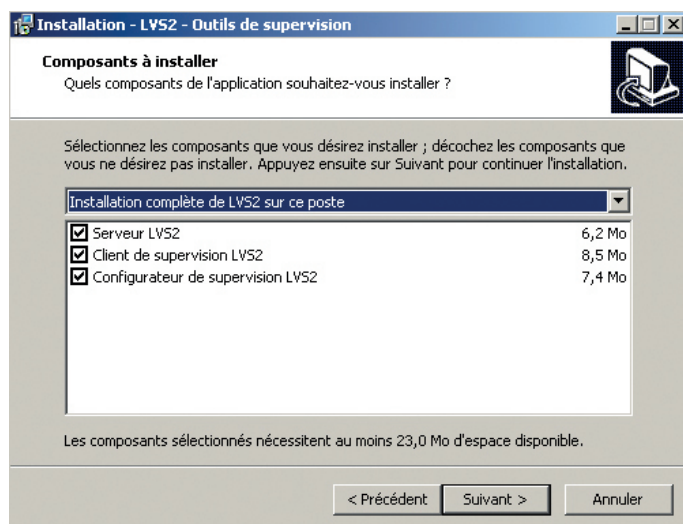 Installation - LVS2 - Outils de supervision
Composants à installer
Quels composants de l'application souhaitez-vous installer ?
Sélectionnez les composants que vous désirez installer ; décochez les composants que
vous ne désirez pas installer. Appuyez ensuite sur Suivant pour continuer l'installation.
Installation complète de LVS2 sur ce poste
Serveur LVS2 6,2 Mo
Client de supervision LVS2 8,5 Mo
Configurateur de supervision LVS2 7,4 Mo
Les composants sélectionnés nécessitent au moins 23,0 Mo d'espace disponible.
< Précédent Suivant > Annuler